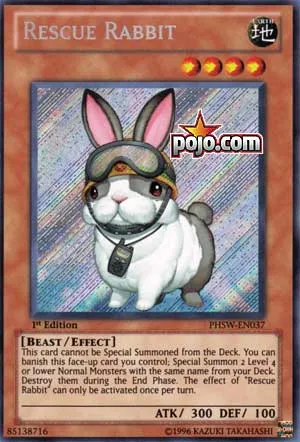 RESCUE RABBIT
EARTH
地
pojo.com
1st Edition
PHSW-EN037
[BEAST/EFFECT]
This card cannot be Special Summoned from the Deck. You can
banish this face-up card you control; Special Summon 2 Level 4
or lower Normal Monsters with the same name from your Deck.
Destroy them during the End Phase. The effect of "Rescue
Rabbit" can only be activated once per turn.
ATK/ 300 DEF/ 100
85138716
©1996 KAZUKI TAKAHASHI